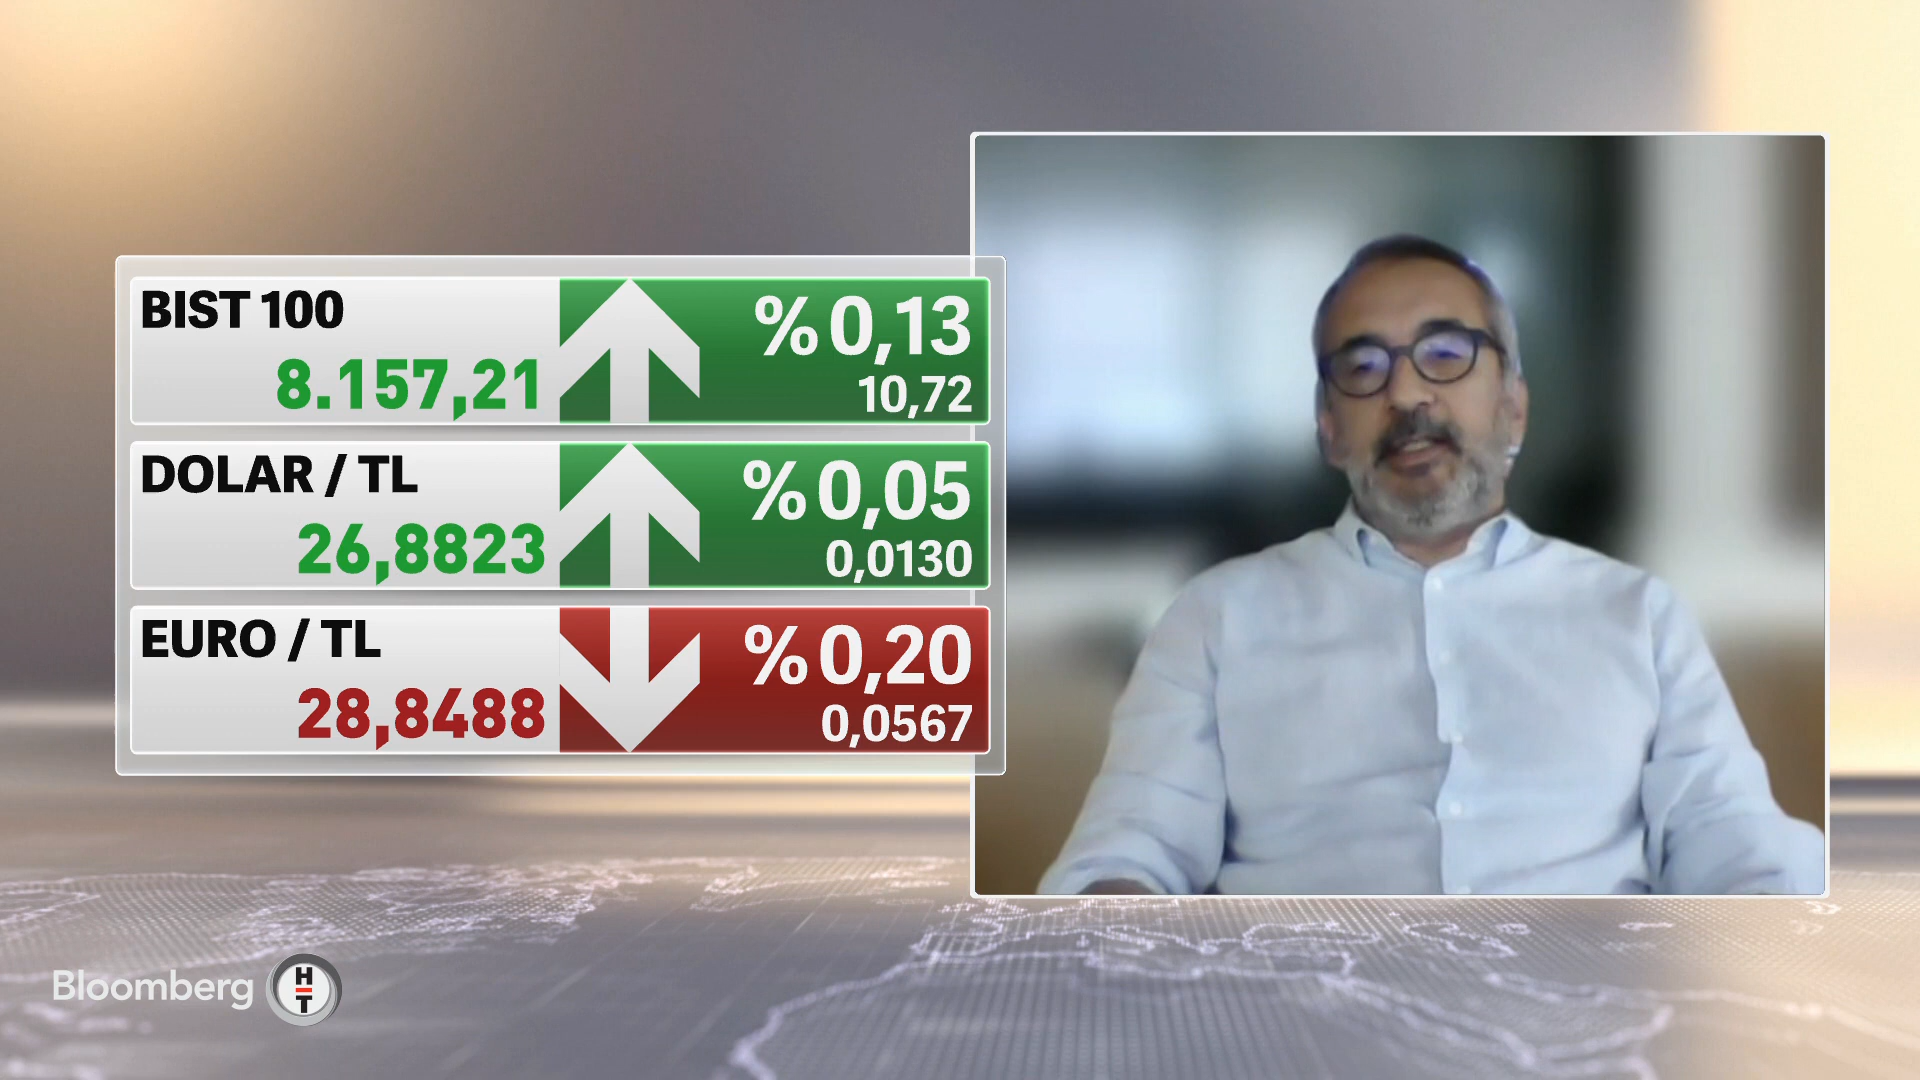 BIST 100
8.157,21
%0,13
10,72
DOLAR / TL
26,8823
%0,05
0,0130
EURO / TL
28,8488
%0,20
0,0567
Bloomberg HT